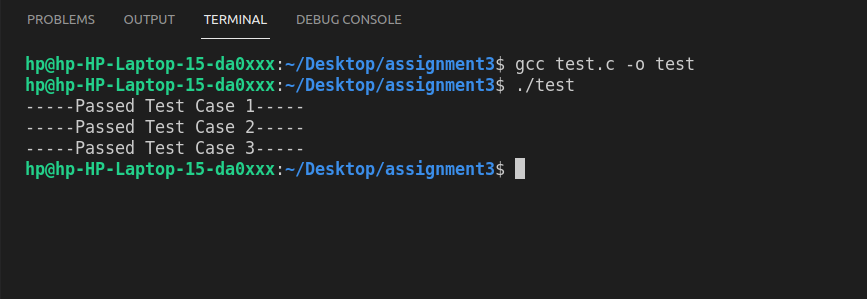 PROBLEMS OUTPUT TERMINAL DEBUG CONSOLE
hp@hp-HP-Laptop-15-da0xxx:~/Desktop/assignment3$ gcc test.c -o test
hp@hp-HP-Laptop-15-da0xxx:~/Desktop/assignment3$ ./test
-----Passed Test Case 1-----
-----Passed Test Case 2-----
-----Passed Test Case 3-----
hp@hp-HP-Laptop-15-da0xxx:~/Desktop/assignment3$